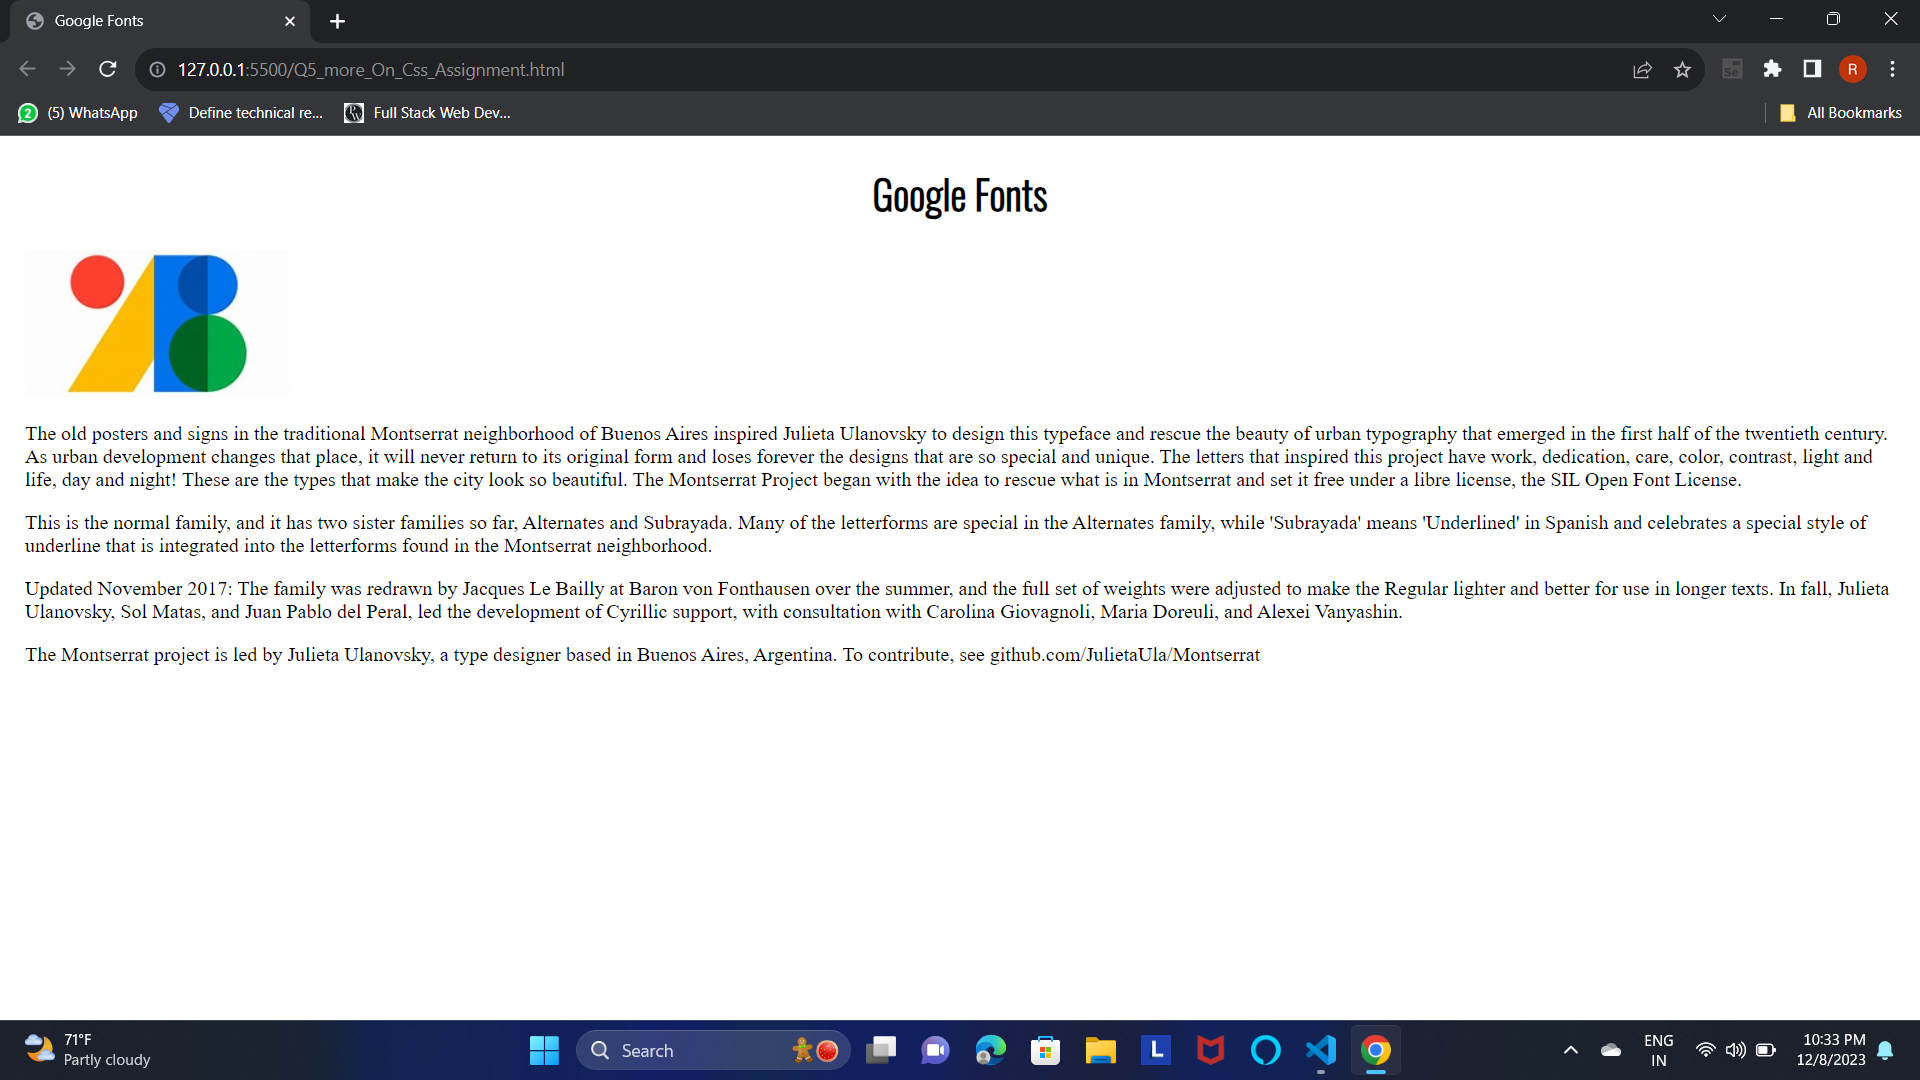 Google Fonts
127.0.0.1:5500/Q5_more_On_Css_Assignment.html
Se
R
2
(5) WhatsApp
Define technical re...
PW
Full Stack Web Dev...
All Bookmarks
Google Fonts
The old posters and signs in the traditional Montserrat neighborhood of Buenos Aires inspired Julieta Ulanovsky to design this typeface and rescue the beauty of urban typography that emerged in the first half of the twentieth century.
As urban development changes that place, it will never return to its original form and loses forever the designs that are so special and unique. The letters that inspired this project have work, dedication, care, color, contrast, light and
life, day and night! These are the types that make the city look so beautiful. The Montserrat Project began with the idea to rescue what is in Montserrat and set it free under a libre license, the SIL Open Font License.
This is the normal family, and it has two sister families so far, Alternates and Subrayada. Many of the letterforms are special in the Alternates family, while 'Subrayada' means 'Underlined' in Spanish and celebrates a special style of
underline that is integrated into the letterforms found in the Montserrat neighborhood.
Updated November 2017: The family was redrawn by Jacques Le Bailly at Baron von Fonthausen over the summer, and the full set of weights were adjusted to make the Regular lighter and better for use in longer texts. In fall, Julieta
Ulanovsky, Sol Matas, and Juan Pablo del Peral, led the development of Cyrillic support, with consultation with Carolina Giovagnoli, Maria Doreuli, and Alexei Vanyashin.
The Montserrat project is led by Julieta Ulanovsky, a type designer based in Buenos Aires, Argentina. To contribute, see github.com/JulietaUla/Montserrat
71°F
Partly cloudy
Search
L
ENG
IN
10:33 PM
12/8/2023